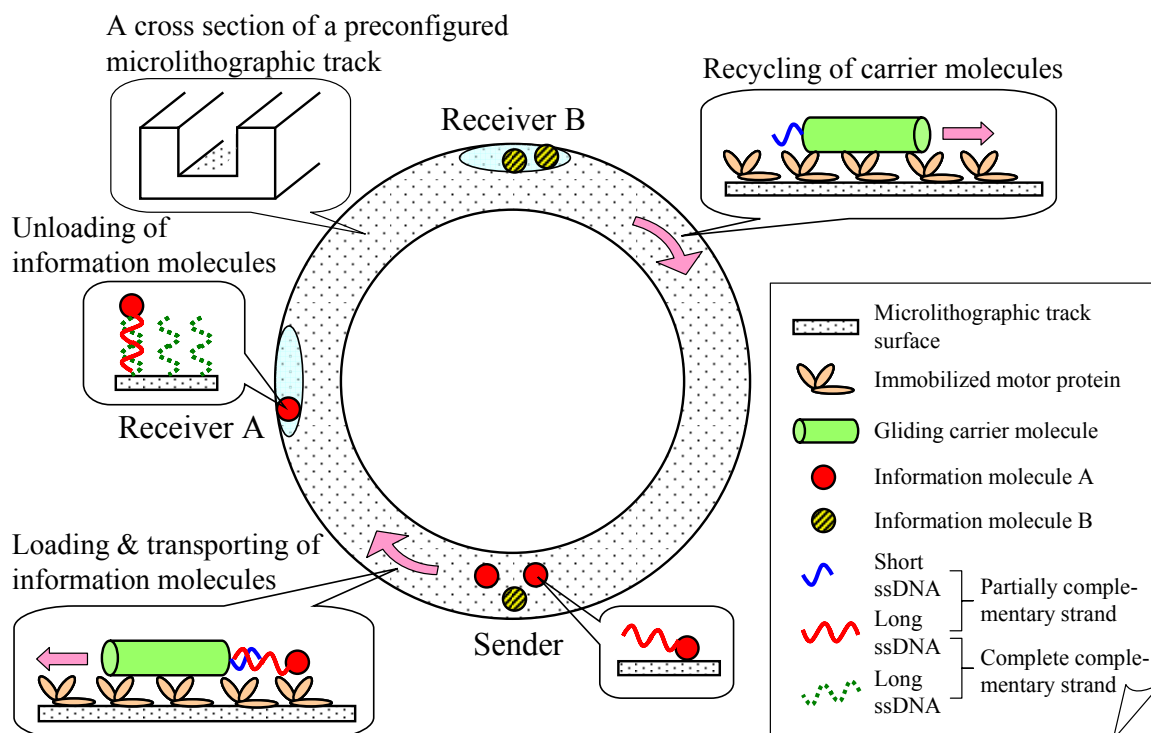 A cross section of a preconfigured
microlithographic track
Recycling of carrier molecules
Receiver B
Unloading of
information molecules
Receiver A
Loading & transporting of
information molecules
Sender
Microlithographic track
surface
Immobilized motor protein
Gliding carrier molecule
Information molecule A
Information molecule B
Short
ssDNA
Long
ssDNA
Partially comple-
mentary strand
Long
ssDNA
Complete comple-
mentary strand